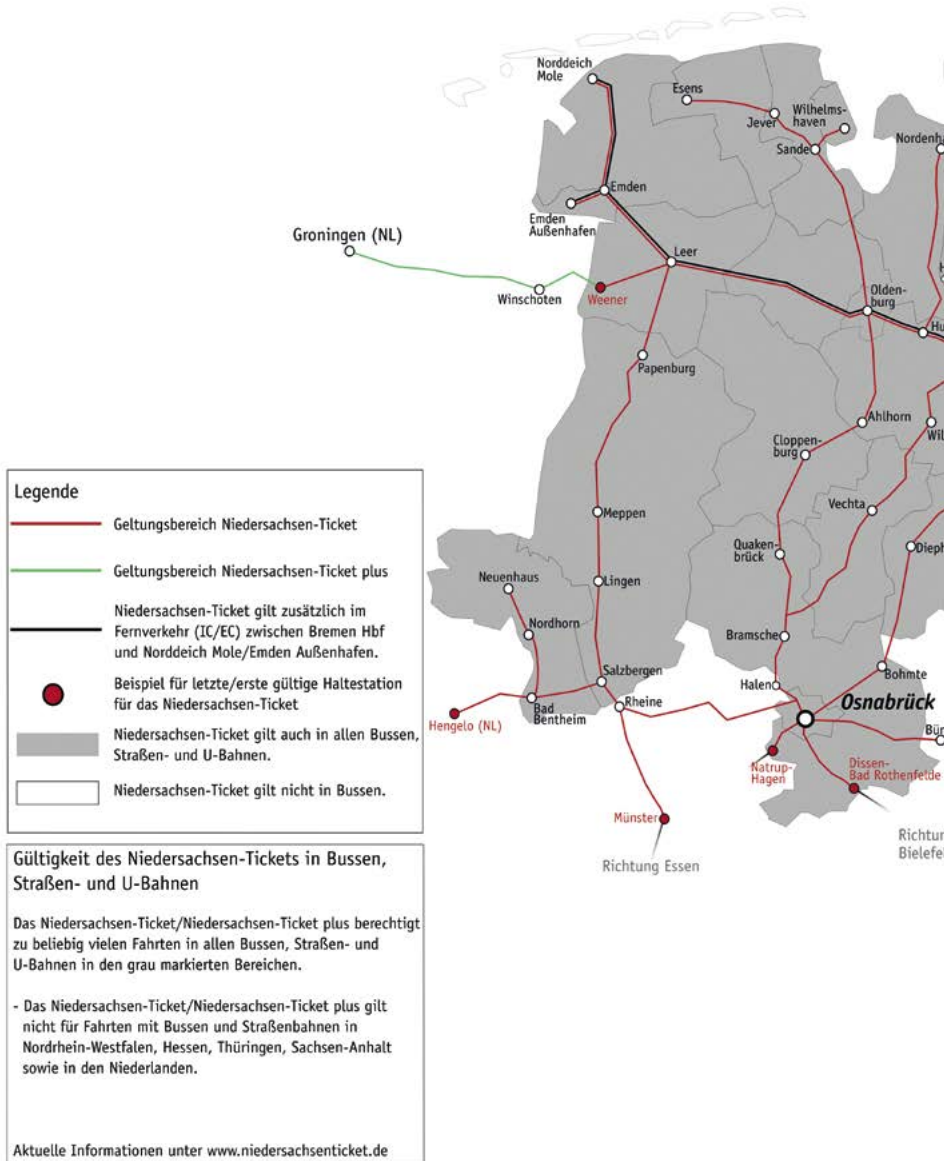 Norddeich
Mole
Esens
Jever
Wilhelms-
haven
Sande
Nordenha
Emden
Emden
Außenhafen
Groningen (NL)
Winschoten
Weener
Leer
Olden-
burg
H
Hu
Papenburg
Ahlhorn
Cloppen-
burg
Wil
Vechta
Meppen
Quaken-
brück
Dieph
Neuenhaus
Lingen
Nordhorn
Bramsche
Salzbergen
Halen
Bohmte
Bad
Bentheim
Rheine
Osnabrück
Hengelo (NL)
Bün
Natrup-
Hagen
Dissen-
Bad Rothenfelde
Münster
Richtung Essen
Richtun
Bielefel
Legende
Geltungsbereich Niedersachsen-Ticket
Geltungsbereich Niedersachsen-Ticket plus
Niedersachsen-Ticket gilt zusätzlich im
Fernverkehr (IC/EC) zwischen Bremen Hbf
und Norddeich Mole/Emden Außenhafen.
Beispiel für letzte/erste gültige Haltestation
für das Niedersachsen-Ticket
Niedersachsen-Ticket gilt auch in allen Bussen,
Straßen- und U-Bahnen.
Niedersachsen-Ticket gilt nicht in Bussen.
Gültigkeit des Niedersachsen-Tickets in Bussen,
Straßen- und U-Bahnen
Das Niedersachsen-Ticket/Niedersachsen-Ticket plus berechtigt
zu beliebig vielen Fahrten in allen Bussen, Straßen- und
U-Bahnen in den grau markierten Bereichen.
- Das Niedersachsen-Ticket/Niedersachsen-Ticket plus gilt
nicht für Fahrten mit Bussen und Straßenbahnen in
Nordrhein-Westfalen, Hessen, Thüringen, Sachsen-Anhalt
sowie in den Niederlanden.
Aktuelle Informationen unter www.niedersachsenticket.de